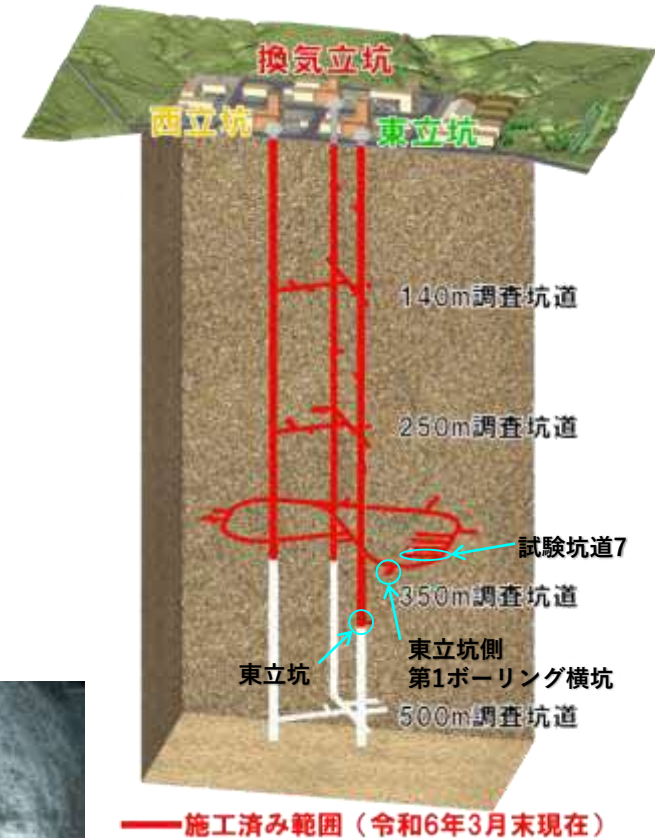 換気立坑
西立坑
東立坑
140m調査坑道
250m調査坑道
試験坑道7
350m調査坑道
東立坑
東立坑側
第1ボーリング横坑
500m調査坑道
施工済み範囲（令和6年3月末現在）